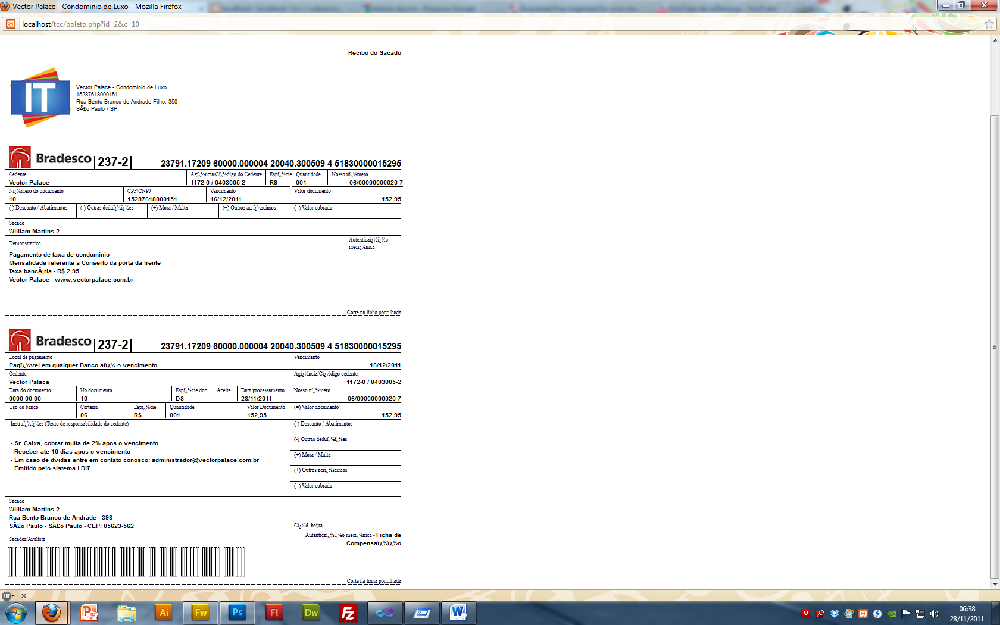 Vector Palace - Condominio de Luxo - Mozilla Firefox
localhost/tcc/boleto.php?id=2&c=10
Recibo do Sacado
IT
Vector Palace - Condominio de Luxo
15287618000151
Rua Bento Branco de Andrade Filho, 350
SÃ£o Paulo / SP
Bradesco 237-2 23791.17209 60000.000004 20040.300509 4 51830000015295
Cedente Agï¿½ncia/Cï¿½digo do Cedente Espï¿½cie Quantidade Nosso nï¿½mero
Vector Palace 1172-0 / 0403005-2 R$ 001 06/00000000020-7
Nï¿½mero do documento CPF/CNPJ Vencimento Valor documento
10 15287618000151 16/12/2011 152,95
(-) Desconto / Abatimentos (-) Outras deduï¿½ï¿½es (+) Mora / Multa (+) Outros acrï¿½scimos (=) Valor cobrado
Sacado
William Martins 2
Autenticaï¿½ï¿½o
Demonstrativo
mecï¿½nica
Pagamento de taxa de condominio
Mensalidade referente a Conserto da porta da frente
Taxa bancÃ¡ria - R$ 2,95
Vector Palace - www.vectorpalace.com.br
Corte na linha pontilhada
Bradesco 237-2 23791.17209 60000.000004 20040.300509 4 51830000015295
Local de pagamento Vencimento
Pagï¿½vel em qualquer Banco atï¿½ o vencimento 16/12/2011
Cedente Agï¿½ncia/Cï¿½digo cedente
Vector Palace 1172-0 / 0403005-2
Data do documento No documento Espï¿½cie doc. Aceite Data processamento Nosso nï¿½mero
0000-00-00 10 DS 28/11/2011 06/00000000020-7
Uso do banco Carteira Espï¿½cie Quantidade Valor Documento (=) Valor documento
06 R$ 001 152,95 152,95
Instruï¿½ï¿½es (Texto de responsabilidade do cedente) (-) Desconto / Abatimentos
(-) Outras deduï¿½ï¿½es
- Sr. Caixa, cobrar multa de 2% apos o vencimento
- Receber ate 10 dias apos o vencimento
(+) Mora / Multa
- Em caso de dvidas entre em contato conosco: administrador@vectorpalace.com.br
Emitido pelo sistema LDIT
(+) Outros acrï¿½scimos
(=) Valor cobrado
Sacado
William Martins 2
Rua Bento Branco de Andrade - 398
SÃ£o Paulo - SÃ£o Paulo - CEP: 05623-562 Cï¿½d. baixa
Autenticaï¿½ï¿½o mecï¿½nica - Ficha de
Sacador/Avalista
Compensaï¿½ï¿½o
Corte na linha pontilhada
ABP
Ai Fw Ps Fl Dw Fz W
06:38
28/11/2011